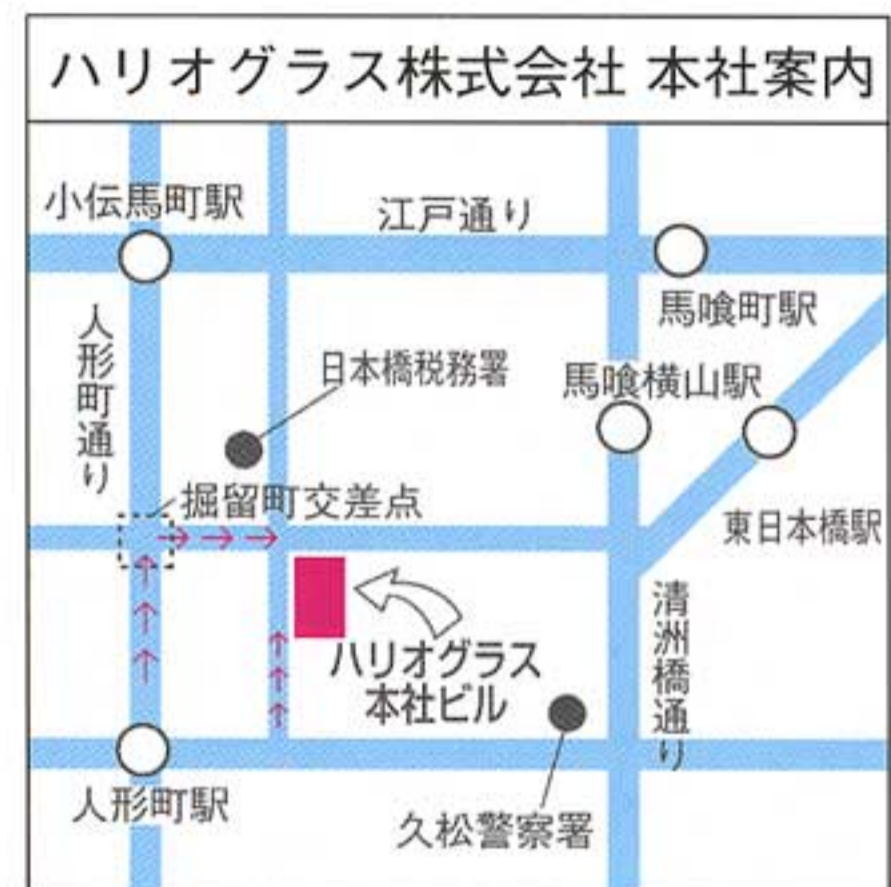 ハリオグラス株式会社 本社案内
小伝馬町駅
江戸通り
馬喰町駅
人形町通り
日本橋税務署
馬喰横山駅
掘留町交差点
東日本橋駅
清洲橋通り
ハリオグラス
本社ビル
人形町駅
久松警察署